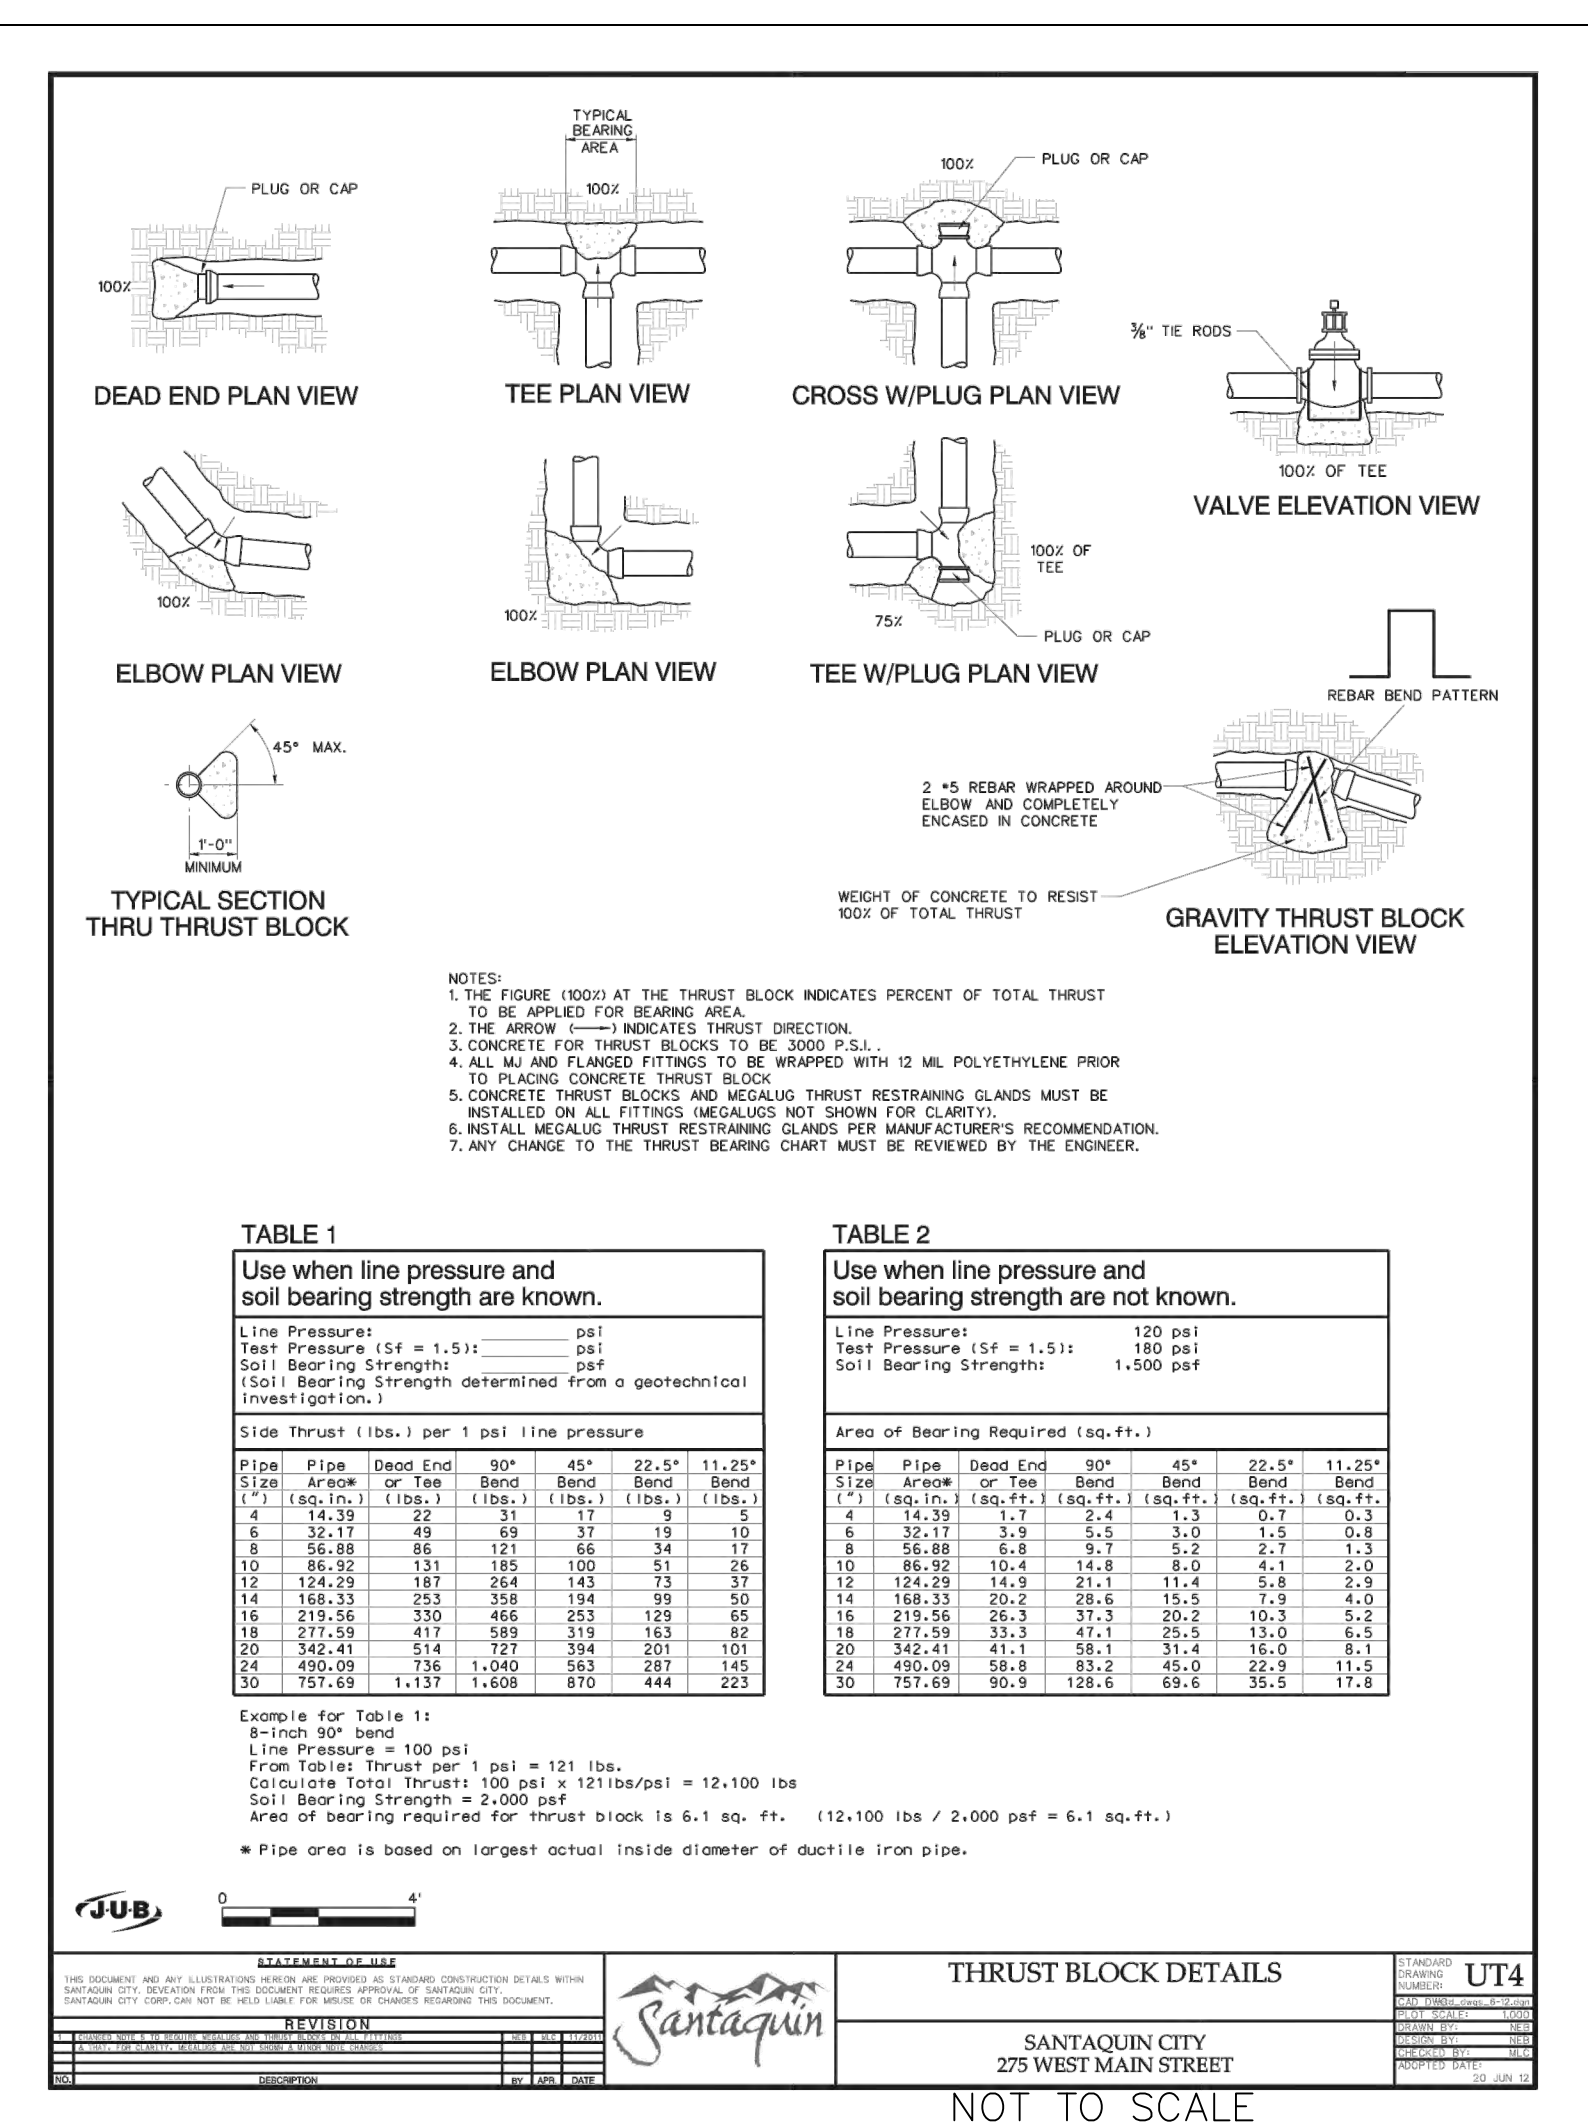 TYPICAL
BEARING
AREA
100%
PLUG OR CAP
100%
DEAD END PLAN VIEW
TEE PLAN VIEW
100%
PLUG OR CAP
CROSS W/PLUG PLAN VIEW
3/8" TIE RODS
100% OF TEE
VALVE ELEVATION VIEW
100%
ELBOW PLAN VIEW
100%
ELBOW PLAN VIEW
100% OF
TEE
75%
PLUG OR CAP
TEE W/PLUG PLAN VIEW
REBAR BEND PATTERN
45° MAX.
1'-0"
MINIMUM
TYPICAL SECTION
THRU THRUST BLOCK
2 #5 REBAR WRAPPED AROUND
ELBOW AND COMPLETELY
ENCASED IN CONCRETE
WEIGHT OF CONCRETE TO RESIST
100% OF TOTAL THRUST
GRAVITY THRUST BLOCK
ELEVATION VIEW
NOTES:
1. THE FIGURE (100%) AT THE THRUST BLOCK INDICATES PERCENT OF TOTAL THRUST
TO BE APPLIED FOR BEARING AREA.
2. THE ARROW (⟶) INDICATES THRUST DIRECTION.
3. CONCRETE FOR THRUST BLOCKS TO BE 3000 P.S.I. .
4. ALL MJ AND FLANGED FITTINGS TO BE WRAPPED WITH 12 MIL POLYETHYLENE PRIOR
TO PLACING CONCRETE THRUST BLOCK
5. CONCRETE THRUST BLOCKS AND MEGALUG THRUST RESTRAINING GLANDS MUST BE
INSTALLED ON ALL FITTINGS (MEGALUGS NOT SHOWN FOR CLARITY).
6. INSTALL MEGALUG THRUST RESTRAINING GLANDS PER MANUFACTURER'S RECOMMENDATION.
7. ANY CHANGE TO THE THRUST BEARING CHART MUST BE REVIEWED BY THE ENGINEER.
TABLE 1
Use when line pressure and
soil bearing strength are known.
Line Pressure: ________ psi
Test Pressure (Sf = 1.5): ________ psi
Soil Bearing Strength: ________ psf
(Soil Bearing Strength determined from a geotechnical
investigation.)
Side Thrust (lbs.) per 1 psi line pressure
Pipe Pipe Dead End 90° 45° 22.5° 11.25°
Size Area* or Tee Bend Bend Bend Bend
(") (sq.in.) (lbs.) (lbs.) (lbs.) (lbs.) (lbs.)
4 14.39 22 31 17 9 5
6 32.17 49 69 37 19 10
8 56.88 86 121 66 34 17
10 86.92 131 185 100 51 26
12 124.29 187 264 143 73 37
14 168.33 253 358 194 99 50
16 219.56 330 466 253 129 65
18 277.59 417 589 319 163 82
20 342.41 514 727 394 201 101
24 490.09 736 1,040 563 287 145
30 757.69 1,137 1,608 870 444 223
TABLE 2
Use when line pressure and
soil bearing strength are not known.
Line Pressure: 120 psi
Test Pressure (Sf = 1.5): 180 psi
Soil Bearing Strength: 1,500 psf
Area of Bearing Required (sq.ft.)
Pipe Pipe Dead End 90° 45° 22.5° 11.25°
Size Area* or Tee Bend Bend Bend Bend
(") (sq.in.) (sq.ft.) (sq.ft.) (sq.ft.) (sq.ft.) (sq.ft.
4 14.39 1.7 2.4 1.3 0.7 0.3
6 32.17 3.9 5.5 3.0 1.5 0.8
8 56.88 6.8 9.7 5.2 2.7 1.3
10 86.92 10.4 14.8 8.0 4.1 2.0
12 124.29 14.9 21.1 11.4 5.8 2.9
14 168.33 20.2 28.6 15.5 7.9 4.0
16 219.56 26.3 37.3 20.2 10.3 5.2
18 277.59 33.3 47.1 25.5 13.0 6.5
20 342.41 41.1 58.1 31.4 16.0 8.1
24 490.09 58.8 83.2 45.0 22.9 11.5
30 757.69 90.9 128.6 69.6 35.5 17.8
Example for Table 1:
8-inch 90° bend
Line Pressure = 100 psi
From Table: Thrust per 1 psi = 121 lbs.
Calculate Total Thrust: 100 psi x 121lbs/psi = 12,100 lbs
Soil Bearing Strength = 2,000 psf
Area of bearing required for thrust block is 6.1 sq. ft. (12,100 lbs / 2,000 psf = 6.1 sq.ft.)
* Pipe area is based on largest actual inside diameter of ductile iron pipe.
J-U-B
0 4'
STATEMENT OF USE
THIS DOCUMENT AND ANY ILLUSTRATIONS HEREON ARE PROVIDED AS STANDARD CONSTRUCTION DETAILS WITHIN
SANTAQUIN CITY. DEVEATION FROM THIS DOCUMENT REQUIRES APPROVAL OF SANTAQUIN CITY.
SANTAQUIN CITY CORP. CAN NOT BE HELD LIABLE FOR MISUSE OR CHANGES REGARDING THIS DOCUMENT.
REVISION
1 CHANGED NOTE 5 TO REQUIRE MEGALUGS AND THRUST BLOCKS ON ALL FITTINGS NEB MLC 11/2011
& THAT, FOR CLARITY, MEGALUGS ARE NOT SHOWN & MINOR NOTE CHANGES
NO. DESCRIPTION BY APR. DATE
Santaquin
THRUST BLOCK DETAILS
SANTAQUIN CITY
275 WEST MAIN STREET
STANDARD
DRAWING
NUMBER: UT4
PLOT SCALE: 1.000
DRAWN BY: NEB
DESIGN BY: NEB
CHECKED BY: MLC
ADOPTED DATE:
20 JUN 12
NOT TO SCALE